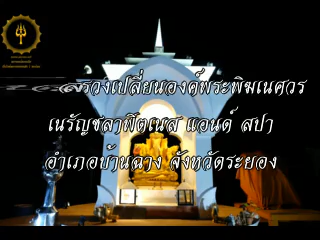 สรวงเปลี่ยนองค์พระพิฆเนศวร
เนรัญชลาฟิตเนส แอนด์ สปา
อำเภอบ้านฉาง จังหวัดระยอง